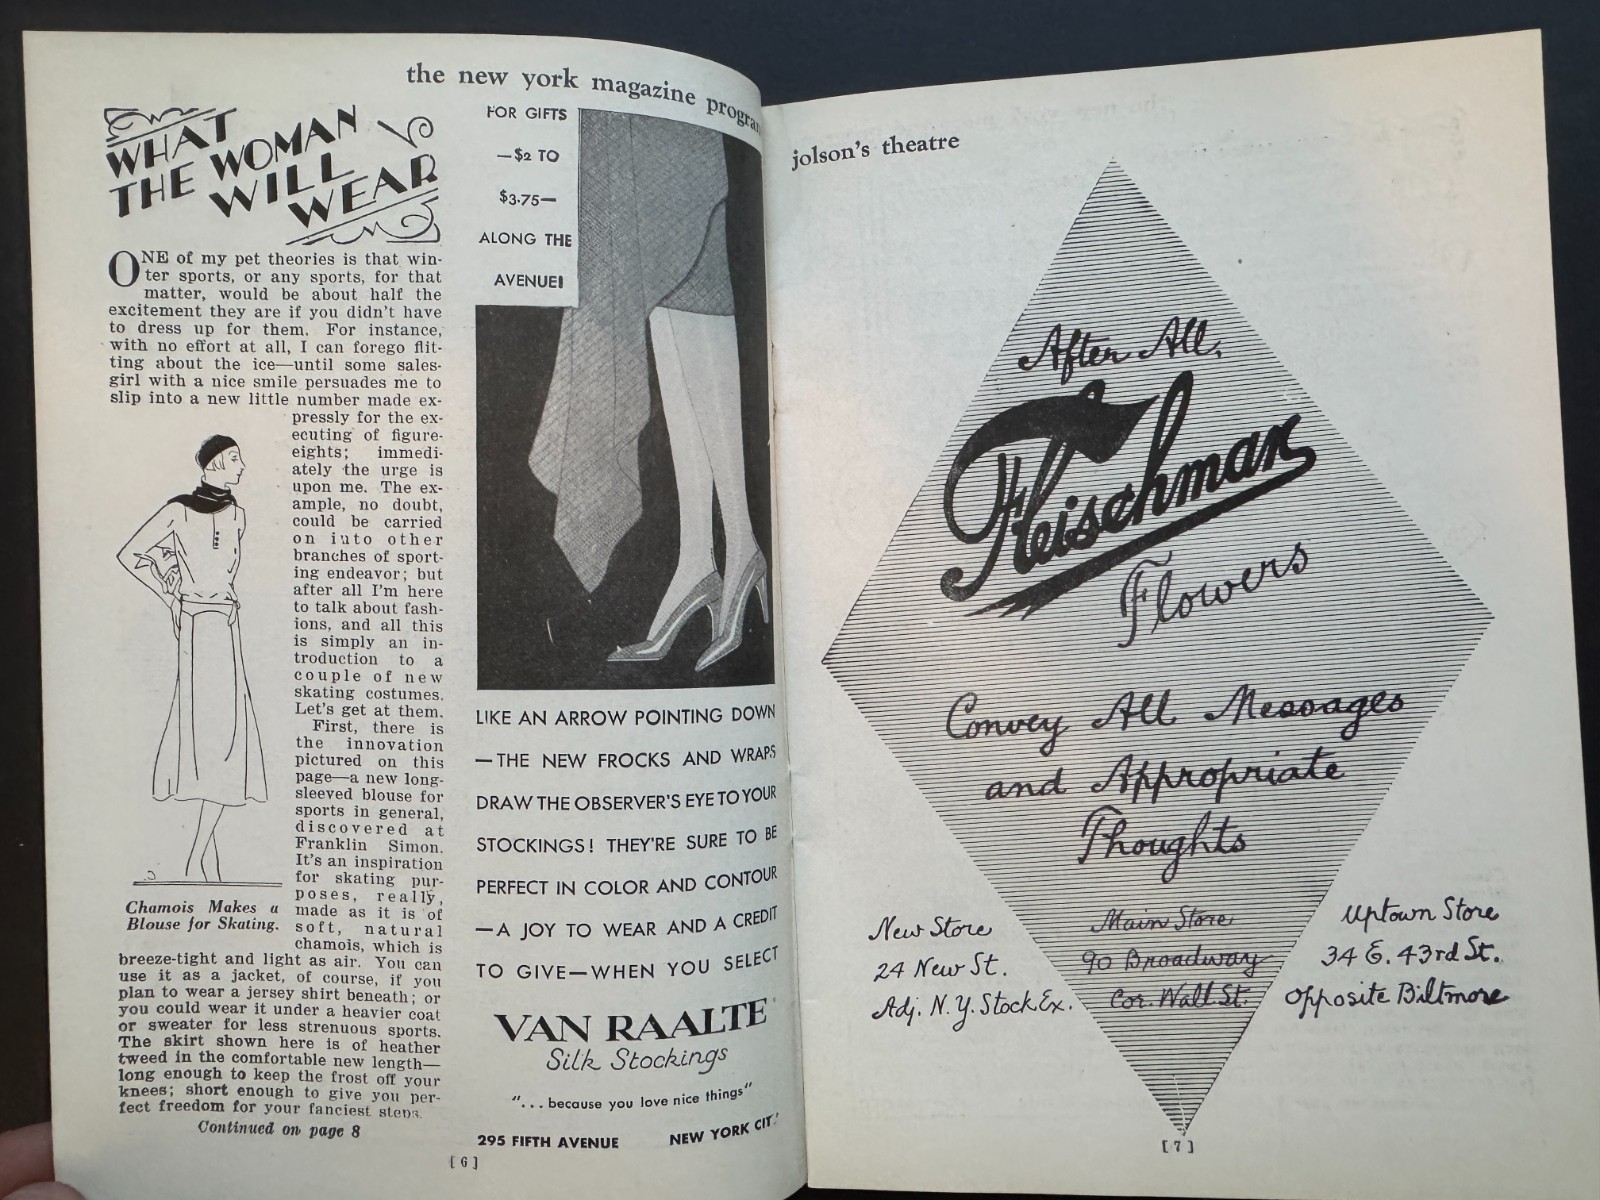 the new york magazine program
WHAT
THE WOMAN
WILL
WEAR
ONE of my pet theories is that win-
ter sports, or any sports, for that
matter, would be about half the
excitement they are if you didn't have
to dress up for them. For instance,
with no effort at all, I can forego flit-
ting about the ice—until some sales-
girl with a nice smile persuades me to
slip into a new little number made ex-
pressly for the ex-
ecuting of figure-
eights; immedi-
ately the urge is
upon me. The ex-
ample, no doubt,
could be carried
on into other
branches of sport-
ing endeavor; but
after all I'm here
to talk about fash-
ions, and all this
is simply an in-
troduction to a
couple of new
skating costumes.
Let's get at them.
First, there is
the innovation
pictured on this
page—a new long-
sleeved blouse for
sports in general,
discovered at
Franklin Simon.
It's an inspiration
for skating pur-
poses, really,
made as it is of
soft, natural
chamois, which is
breeze-tight and light as air. You can
use it as a jacket, of course, if you
plan to wear a jersey shirt beneath; or
you could wear it under a heavier coat
or sweater for less strenuous sports.
The skirt shown here is of heather
tweed in the comfortable new length—
long enough to keep the frost off your
knees; short enough to give you per-
fect freedom for your fanciest steps.
Continued on page 8
Chamois Makes a
Blouse for Skating.
FOR GIFTS
—$2 TO
$3.75—
ALONG THE
AVENUE!
LIKE AN ARROW POINTING DOWN
—THE NEW FROCKS AND WRAPS
DRAW THE OBSERVER'S EYE TO YOUR
STOCKINGS! THEY'RE SURE TO BE
PERFECT IN COLOR AND CONTOUR
—A JOY TO WEAR AND A CREDIT
TO GIVE—WHEN YOU SELECT
VAN RAALTE
Silk Stockings
"... because you love nice things"
295 FIFTH AVENUE NEW YORK CITY
[6]
jolson's theatre
After All,
Fleischman
Flowers
Convey All Messages
and Appropriate
Thoughts
New Store
24 New St.
Adj. N.Y. Stock Ex.
Main Store
90 Broadway
Cor. Wall St.
Uptown Store
34 E. 43rd St.
Opposite Biltmore
[7]